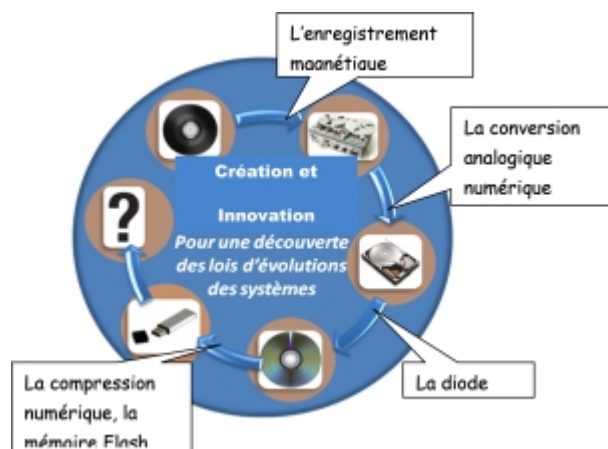 L'enregistrement
magnétique
La conversion
analogique
numérique
Création et
Innovation
Pour une découverte
des lois d'évolutions
des systèmes
?
La diode
La compression
numérique, la
mémoire Flash